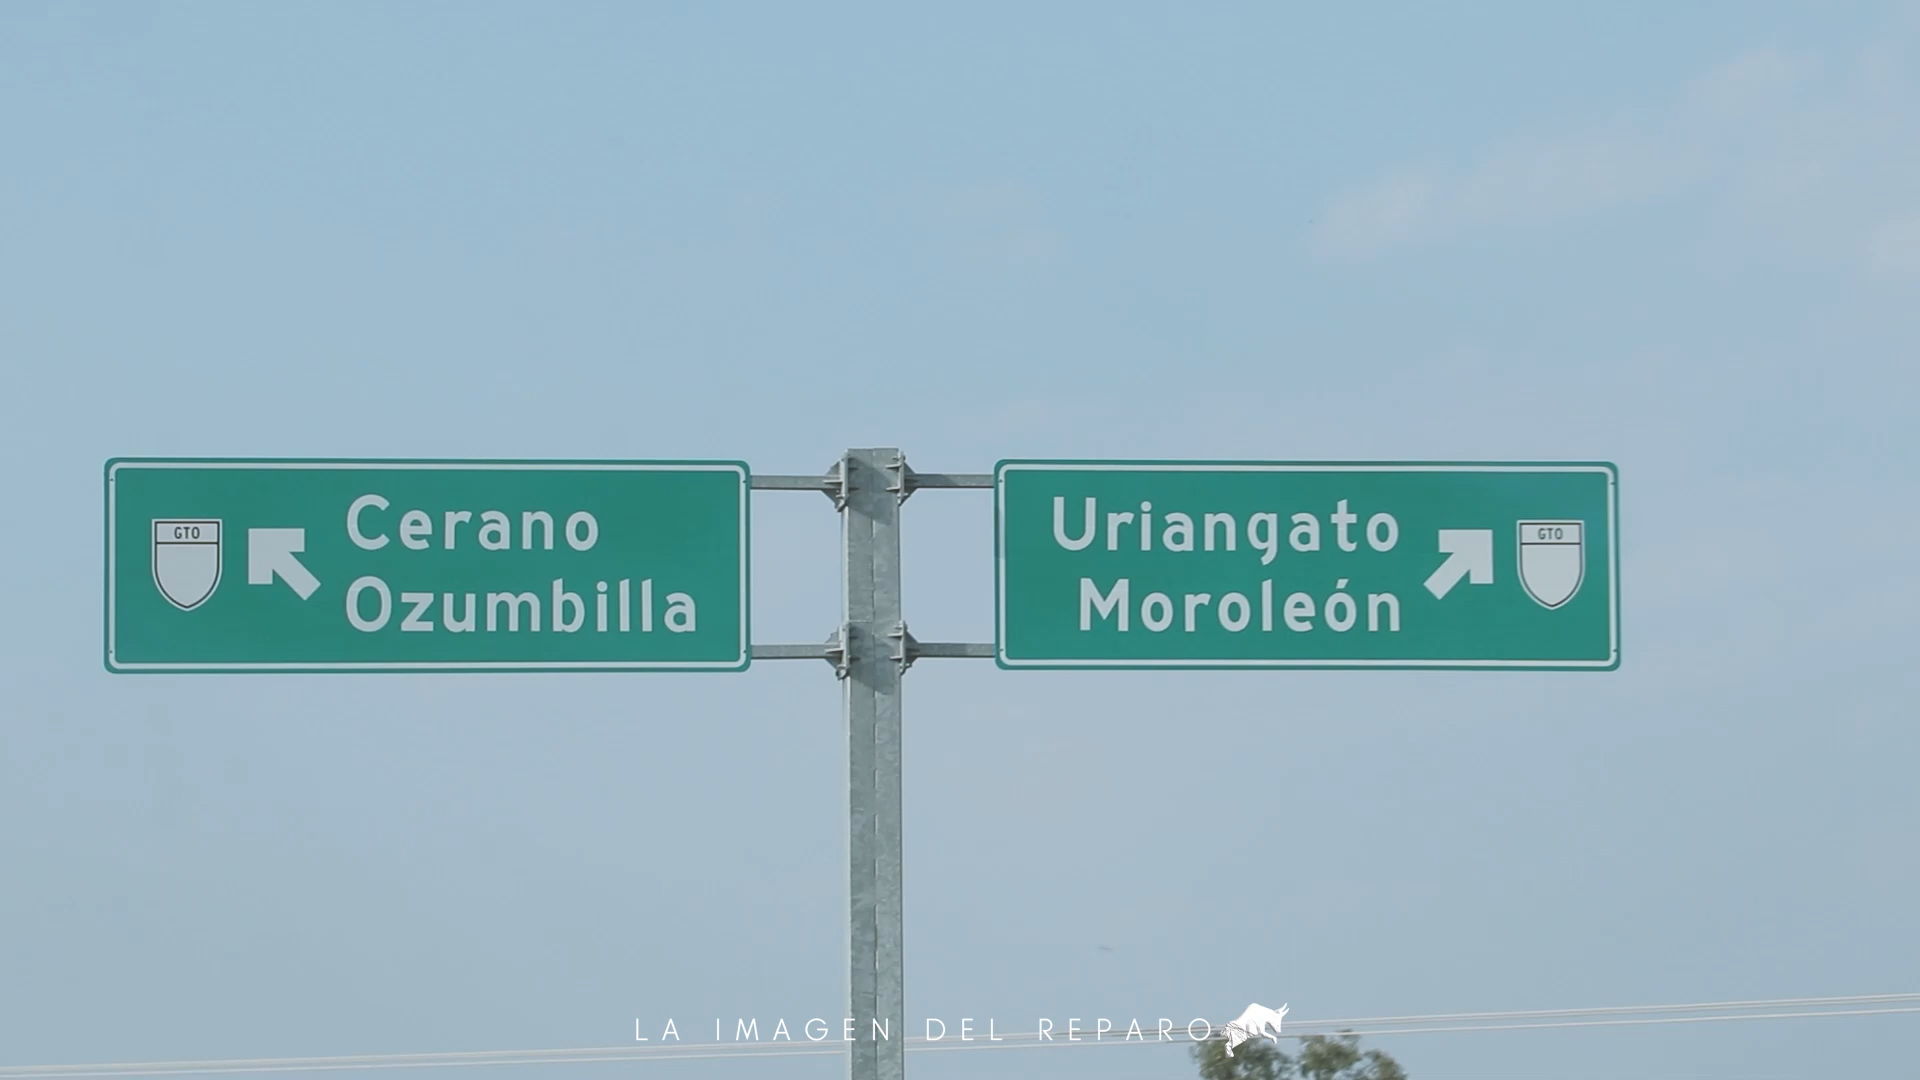 GTO
Cerano
Ozumbilla
Uriangato
Moroleón
GTO
LA IMAGEN DEL REPARO